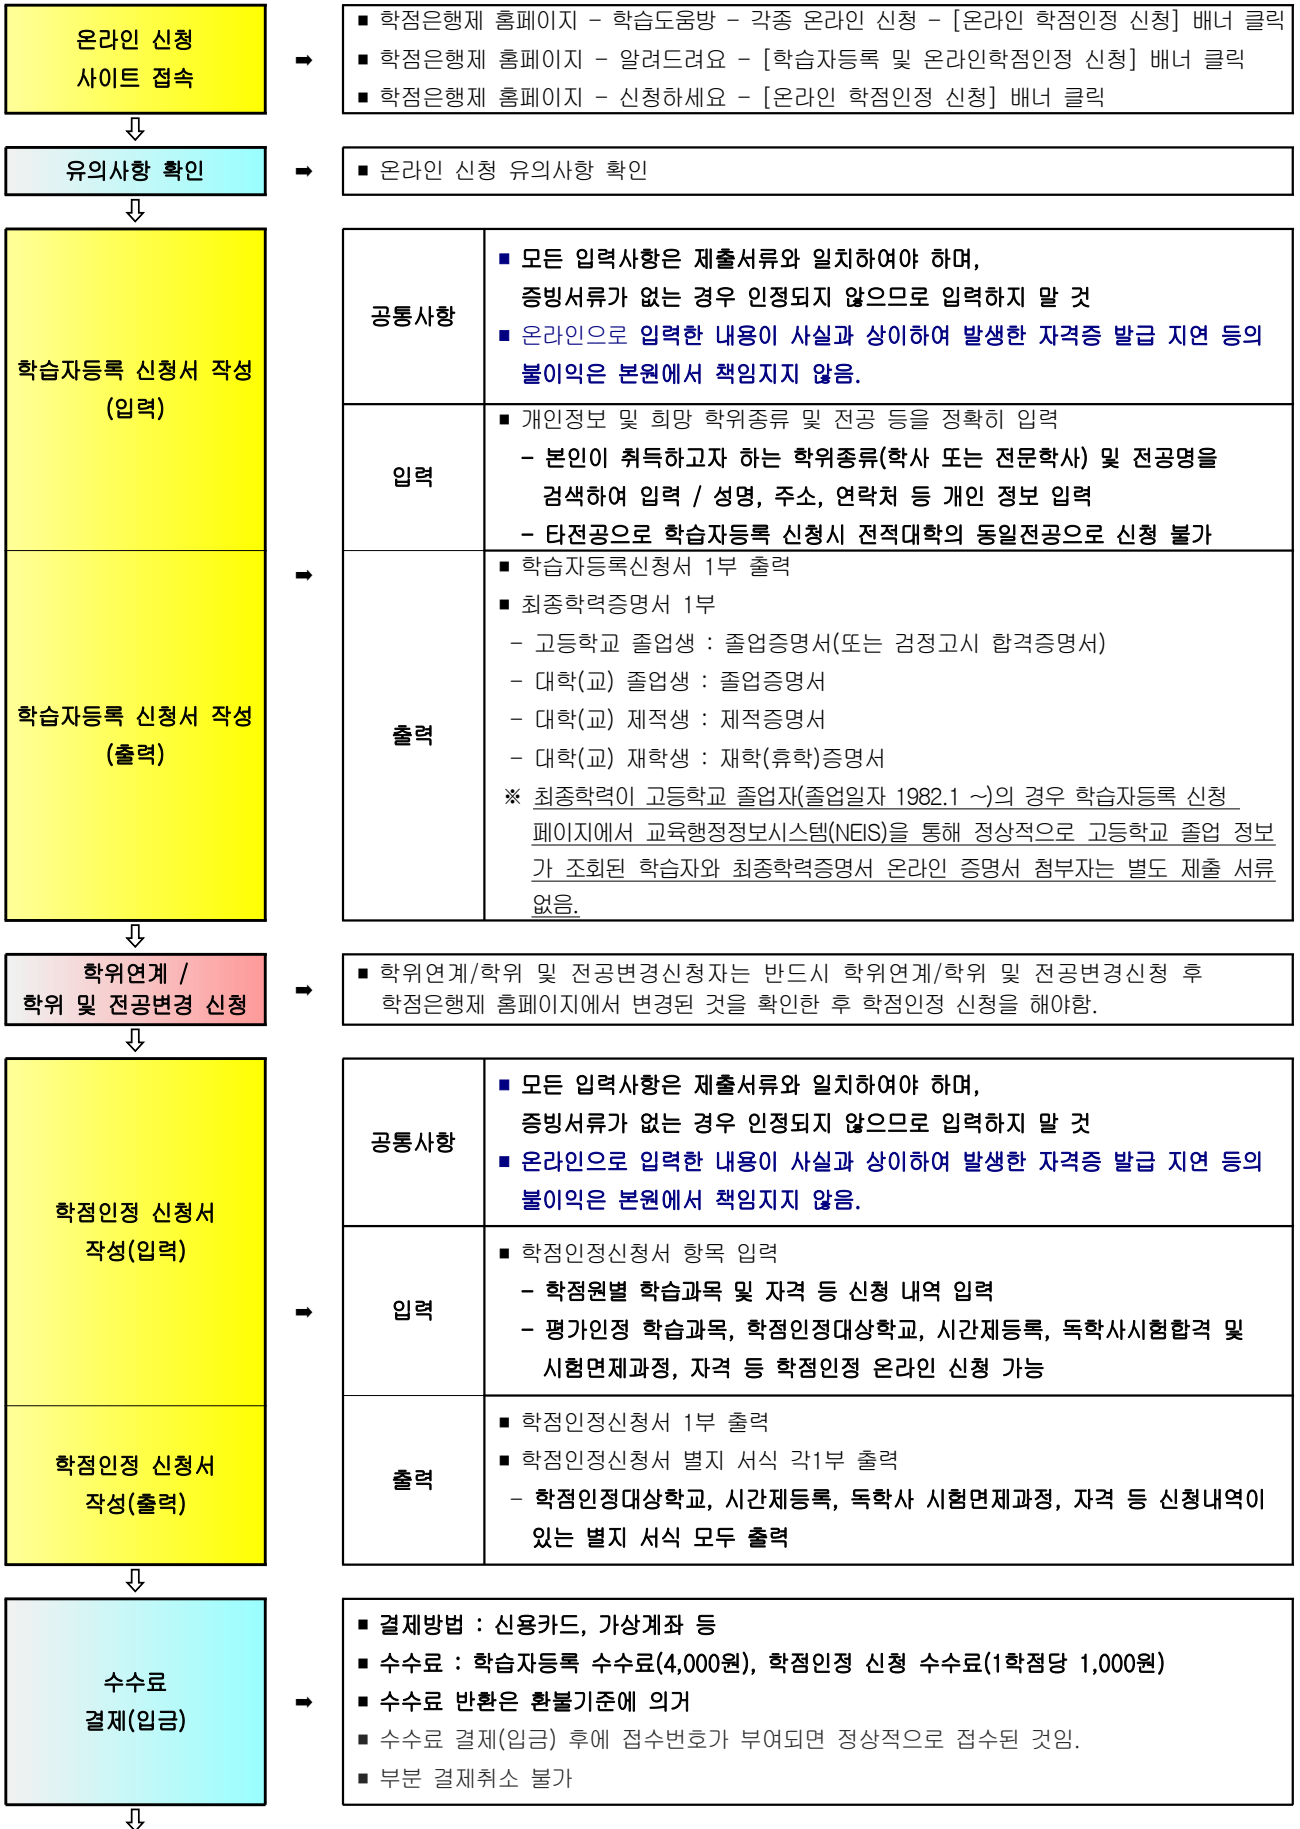 온라인 신청
사이트 접속
➡
■ 학점은행제 홈페이지 - 학습도움방 - 각종 온라인 신청 - [온라인 학점인정 신청] 배너 클릭
■ 학점은행제 홈페이지 - 알려드려요 - [학습자등록 및 온라인학점인정 신청] 배너 클릭
■ 학점은행제 홈페이지 - 신청하세요 - [온라인 학점인정 신청] 배너 클릭
⇩
유의사항 확인
➡
■ 온라인 신청 유의사항 확인
⇩
학습자등록 신청서 작성
(입력)
공통사항
■ 모든 입력사항은 제출서류와 일치하여야 하며,
증빙서류가 없는 경우 인정되지 않으므로 입력하지 말 것
■ 온라인으로 입력한 내용이 사실과 상이하여 발생한 자격증 발급 지연 등의
불이익은 본원에서 책임지지 않음.
입력
■ 개인정보 및 희망 학위종류 및 전공 등을 정확히 입력
- 본인이 취득하고자 하는 학위종류(학사 또는 전문학사) 및 전공명을
검색하여 입력 / 성명, 주소, 연락처 등 개인 정보 입력
- 타전공으로 학습자등록 신청시 전적대학의 동일전공으로 신청 불가
➡
학습자등록 신청서 작성
(출력)
출력
■ 학습자등록신청서 1부 출력
■ 최종학력증명서 1부
- 고등학교 졸업생 : 졸업증명서(또는 검정고시 합격증명서)
- 대학(교) 졸업생 : 졸업증명서
- 대학(교) 제적생 : 제적증명서
- 대학(교) 재학생 : 재학(휴학)증명서
※ 최종학력이 고등학교 졸업자(졸업일자 1982.1 ~)의 경우 학습자등록 신청
페이지에서 교육행정정보시스템(NEIS)을 통해 정상적으로 고등학교 졸업 정보
가 조회된 학습자와 최종학력증명서 온라인 증명서 첨부자는 별도 제출 서류
없음.
⇩
학위연계 /
학위 및 전공변경 신청
➡
■ 학위연계/학위 및 전공변경신청자는 반드시 학위연계/학위 및 전공변경신청 후
학점은행제 홈페이지에서 변경된 것을 확인한 후 학점인정 신청을 해야함.
⇩
학점인정 신청서
작성(입력)
공통사항
■ 모든 입력사항은 제출서류와 일치하여야 하며,
증빙서류가 없는 경우 인정되지 않으므로 입력하지 말 것
■ 온라인으로 입력한 내용이 사실과 상이하여 발생한 자격증 발급 지연 등의
불이익은 본원에서 책임지지 않음.
➡
입력
■ 학점인정신청서 항목 입력
- 학점원별 학습과목 및 자격 등 신청 내역 입력
- 평가인정 학습과목, 학점인정대상학교, 시간제등록, 독학사시험합격 및
시험면제과정, 자격 등 학점인정 온라인 신청 가능
학점인정 신청서
작성(출력)
출력
■ 학점인정신청서 1부 출력
■ 학점인정신청서 별지 서식 각1부 출력
- 학점인정대상학교, 시간제등록, 독학사 시험면제과정, 자격 등 신청내역이
있는 별지 서식 모두 출력
⇩
수수료
결제(입금)
➡
■ 결제방법 : 신용카드, 가상계좌 등
■ 수수료 : 학습자등록 수수료(4,000원), 학점인정 신청 수수료(1학점당 1,000원)
■ 수수료 반환은 환불기준에 의거
■ 수수료 결제(입금) 후에 접수번호가 부여되면 정상적으로 접수된 것임.
■ 부분 결제취소 불가
⇩